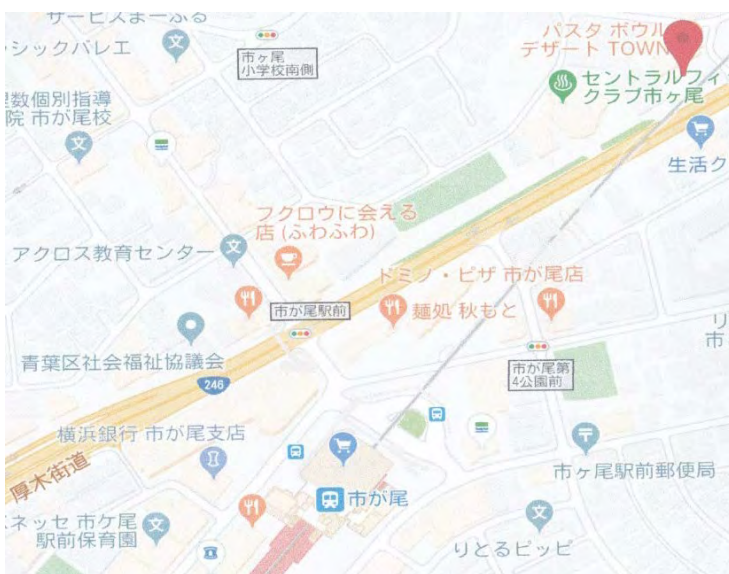 サービスまーぶる
シックバレエ
市ヶ尾
小学校南側
パスタ ボウル
デザート TOWN
セントラルフィ
クラブ市ヶ尾
数個別指導
院 市が尾校
生活ク
フクロウに会える
店 (ふわふわ)
アクロス教育センター
ドミノ・ピザ 市が尾店
市が尾駅前
麺処 秋もと
リ
市
青葉区社会福祉協議会
市が尾第
4公園前
246
横浜銀行 市が尾支店
厚木街道
市ヶ尾駅前郵便局
市が尾
ネッセ 市ケ尾
駅前保育園
りとるピッピ